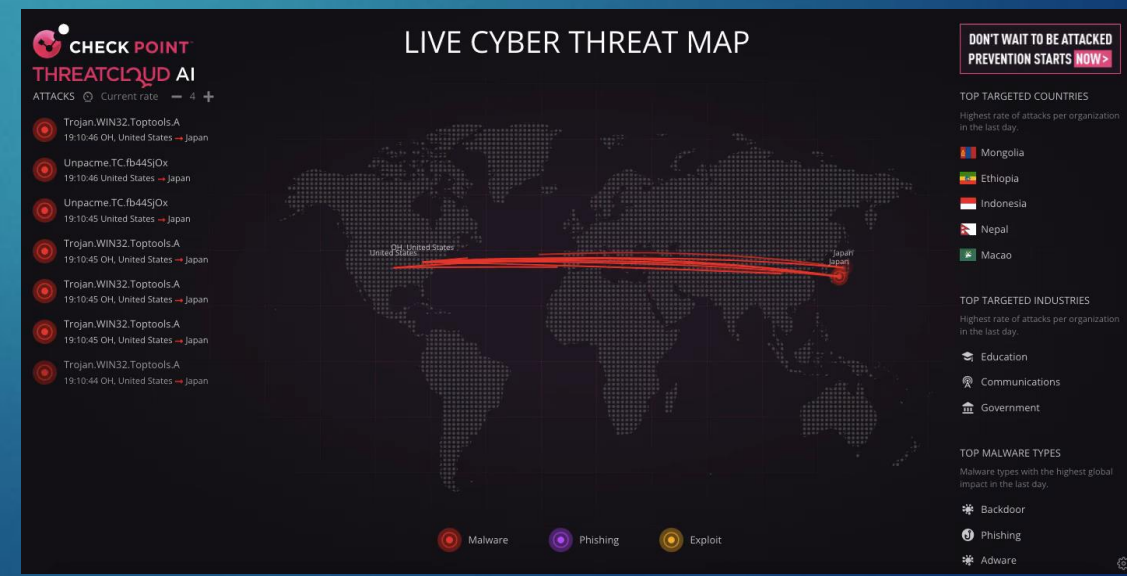 CHECK POINT
THREATCLOUD AI
ATTACKS Current rate − 4 +
Trojan.WIN32.Toptools.A
19:10:46 OH, United States → Japan
Unpacme.TC.fb44SjOx
19:10:46 United States → Japan
Unpacme.TC.fb44SjOx
19:10:45 United States → Japan
Trojan.WIN32.Toptools.A
19:10:45 OH, United States → Japan
Trojan.WIN32.Toptools.A
19:10:45 OH, United States → Japan
Trojan.WIN32.Toptools.A
19:10:45 OH, United States → Japan
Trojan.WIN32.Toptools.A
19:10:44 OH, United States → Japan
LIVE CYBER THREAT MAP
OH, United States
United States
Japan
Japan
Malware
Phishing
Exploit
DON'T WAIT TO BE ATTACKED
PREVENTION STARTS NOW>
TOP TARGETED COUNTRIES
Highest rate of attacks per organization
in the last day.
Mongolia
Ethiopia
Indonesia
Nepal
Macao
TOP TARGETED INDUSTRIES
Highest rate of attacks per organization
in the last day.
Education
Communications
Government
TOP MALWARE TYPES
Malware types with the highest global
impact in the last day.
Backdoor
Phishing
Adware